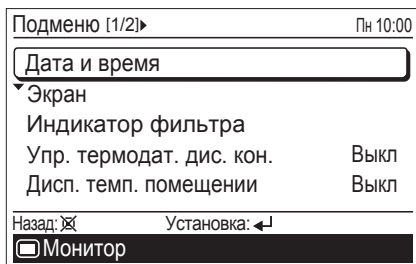 Подменю [1/2] Пн 10:00
Дата и время
Экран
Индикатор фильтра
Упр. термодат. дис. кон. Выкл
Дисп. темп. помещении Выкл
Назад: Установка:
Монитор